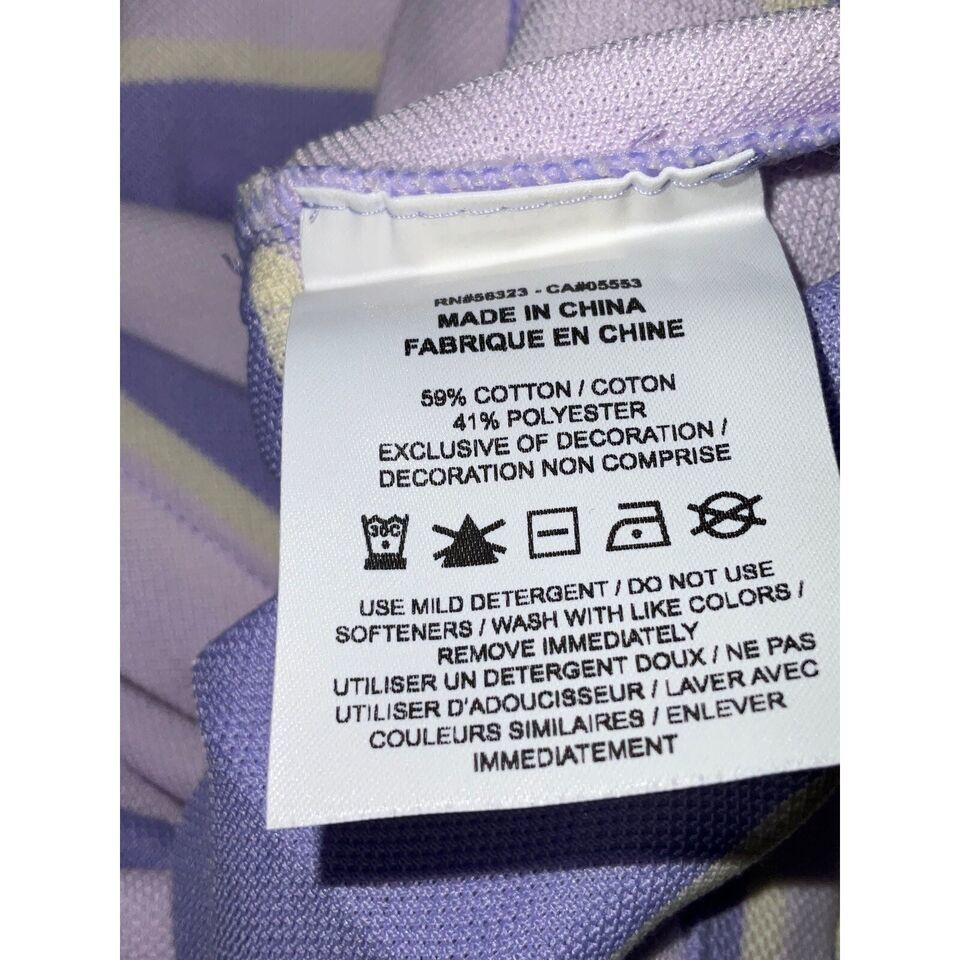 RN#56323 - CA#05553
MADE IN CHINA
FABRIQUE EN CHINE
59% COTTON / COTON
41% POLYESTER
EXCLUSIVE OF DECORATION /
DECORATION NON COMPRISE
30C
USE MILD DETERGENT / DO NOT USE
SOFTENERS / WASH WITH LIKE COLORS /
REMOVE IMMEDIATELY
UTILISER UN DETERGENT DOUX / NE PAS
UTILISER D'ADOUCISSEUR / LAVER AVEC
COULEURS SIMILAIRES / ENLEVER
IMMEDIATEMENT